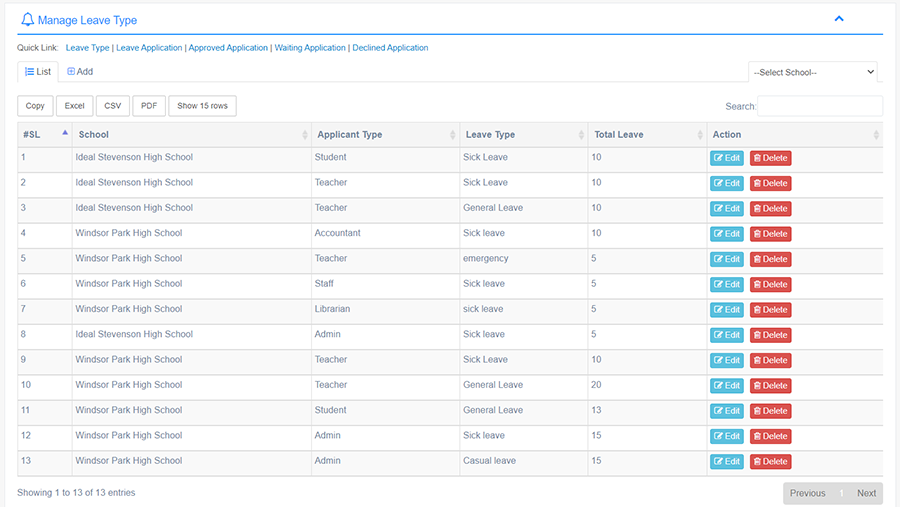 Manage Leave Type
Quick Link: Leave Type | Leave Application | Approved Application | Waiting Application | Declined Application
List Add --Select School--
Copy Excel CSV PDF Show 15 rows Search:
#SL School Applicant Type Leave Type Total Leave Action
1 Ideal Stevenson High School Student Sick Leave 10 Edit Delete
2 Ideal Stevenson High School Teacher Sick Leave 10 Edit Delete
3 Ideal Stevenson High School Teacher General Leave 10 Edit Delete
4 Windsor Park High School Accountant Sick leave 10 Edit Delete
5 Windsor Park High School Teacher emergency 5 Edit Delete
6 Windsor Park High School Staff Sick leave 5 Edit Delete
7 Windsor Park High School Librarian sick leave 5 Edit Delete
8 Ideal Stevenson High School Admin Sick leave 5 Edit Delete
9 Windsor Park High School Teacher Sick Leave 10 Edit Delete
10 Windsor Park High School Teacher General Leave 20 Edit Delete
11 Windsor Park High School Student General Leave 13 Edit Delete
12 Windsor Park High School Admin Sick leave 15 Edit Delete
13 Windsor Park High School Admin Casual leave 15 Edit Delete
Showing 1 to 13 of 13 entries Previous 1 Next